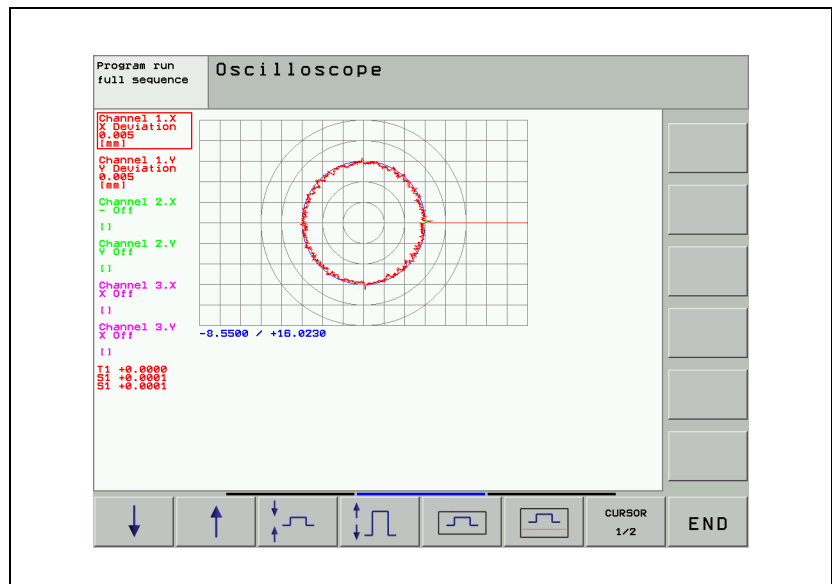 Program run
full sequence
Oscilloscope
Channel 1.X
X Deviation
0.005
[mm]
Channel 1.Y
Y Deviation
0.005
[mm]
Channel 2.X
- Off
[]
Channel 2.Y
Y Off
[]
Channel 3.X
X Off
[]
Channel 3.Y
X Off
[]
T1 +0.0000
S1 +0.0001
S1 +0.0001
-8.5500 / +16.0230
CURSOR
1/2
END